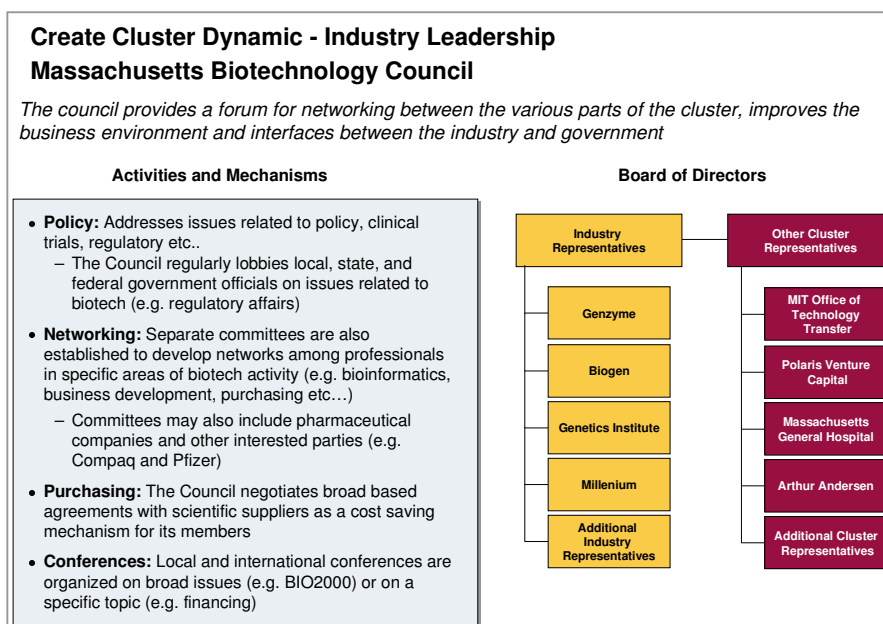 Create Cluster Dynamic - Industry Leadership
Massachusetts Biotechnology Council
The council provides a forum for networking between the various parts of the cluster, improves the
business environment and interfaces between the industry and government
Activities and Mechanisms
• Policy: Addresses issues related to policy, clinical
trials, regulatory etc..
– The Council regularly lobbies local, state, and
federal government officials on issues related to
biotech (e.g. regulatory affairs)
• Networking: Separate committees are also
established to develop networks among professionals
in specific areas of biotech activity (e.g. bioinformatics,
business development, purchasing etc…)
– Committees may also include pharmaceutical
companies and other interested parties (e.g.
Compaq and Pfizer)
• Purchasing: The Council negotiates broad based
agreements with scientific suppliers as a cost saving
mechanism for its members
• Conferences: Local and international conferences are
organized on broad issues (e.g. BIO2000) or on a
specific topic (e.g. financing)
Board of Directors
Industry
Representatives
Genzyme
Biogen
Genetics Institute
Millenium
Additional
Industry
Representatives
Other Cluster
Representatives
MIT Office of
Technology
Transfer
Polaris Venture
Capital
Massachusetts
General Hospital
Arthur Andersen
Additional Cluster
Representatives